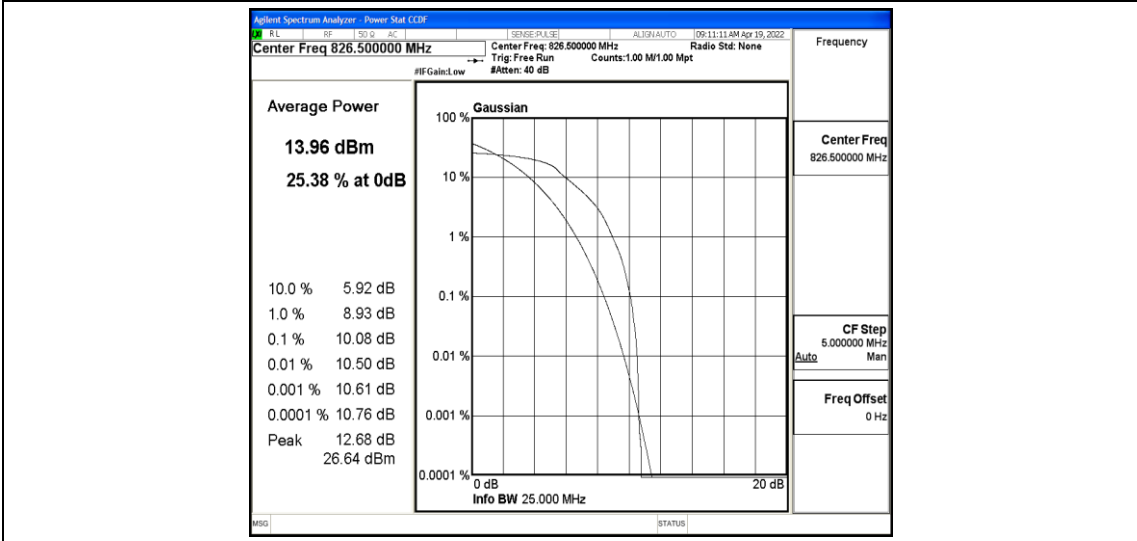 Agilent Spectrum Analyzer - Power Stat CCDF
LXI RL RF 50 Ω AC SENSE:PULSE ALIGNAUTO 09:11:11 AM Apr 19, 2022
Center Freq 826.500000 MHz
Center Freq: 826.500000 MHz Radio Std: None
Trig: Free Run Counts:1.00 M/1.00 Mpt
#IFGain:Low #Atten: 40 dB
Frequency
Center Freq
826.500000 MHz
CF Step
5.000000 MHz
Auto Man
Freq Offset
0 Hz
Average Power
13.96 dBm
25.38 % at 0dB
10.0 % 5.92 dB
1.0 % 8.93 dB
0.1 % 10.08 dB
0.01 % 10.50 dB
0.001 % 10.61 dB
0.0001 % 10.76 dB
Peak 12.68 dB
26.64 dBm
Gaussian
100 %
10 %
1 %
0.1 %
0.01 %
0.001 %
0.0001 %
0 dB 20 dB
Info BW 25.000 MHz
MSG STATUS